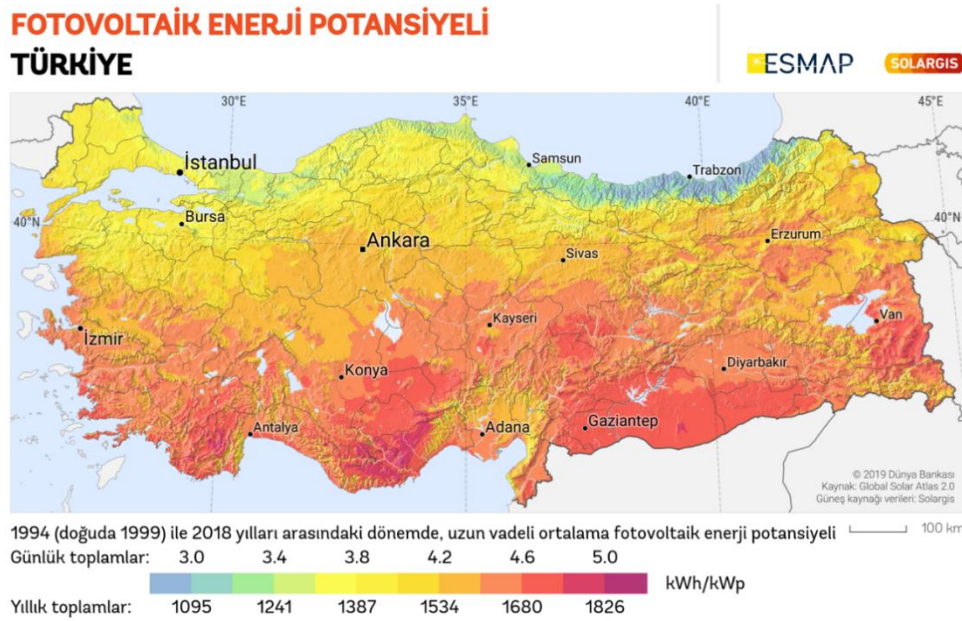 FOTOVOLTAİK ENERJİ POTANSİYELİ
TÜRKİYE
ESMAP
SOLARGIS
30°E
35°E
40°E
45°E
İstanbul
Samsun
Trabzon
40°N
Bursa
40°N
Ankara
Erzurum
Sivas
Kayseri
Van
İzmir
Konya
Diyarbakır
Antalya
Adana
Gaziantep
© 2019 Dünya Bankası
Kaynak: Global Solar Atlas 2.0
Güneş kaynağı verileri: Solargis
1994 (doğuda 1999) ile 2018 yılları arasındaki dönemde, uzun vadeli ortalama fotovoltaik enerji potansiyeli
100 km
Günlük toplamlar: 3.0 3.4 3.8 4.2 4.6 5.0
kWh/kWp
Yıllık toplamlar: 1095 1241 1387 1534 1680 1826